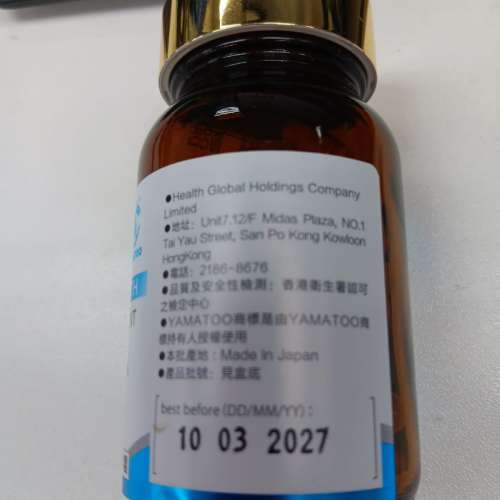 ●Health Global Holdings Company
Limited
●地址: Unit7.12/F Midas Plaza, NO.1
Tai Yau Street, San Po Kong Kowloon
HongKong
●電話: 2186-8676
●品質及安全性檢測: 香港衛生署認可
之檢定中心
●YAMATOO商標是由YAMATOO商
標持有人授權使用
●本批產地: Made In Japan
●產品批號: 見盒底
best before (DD/MM/YY):
10 03 2027